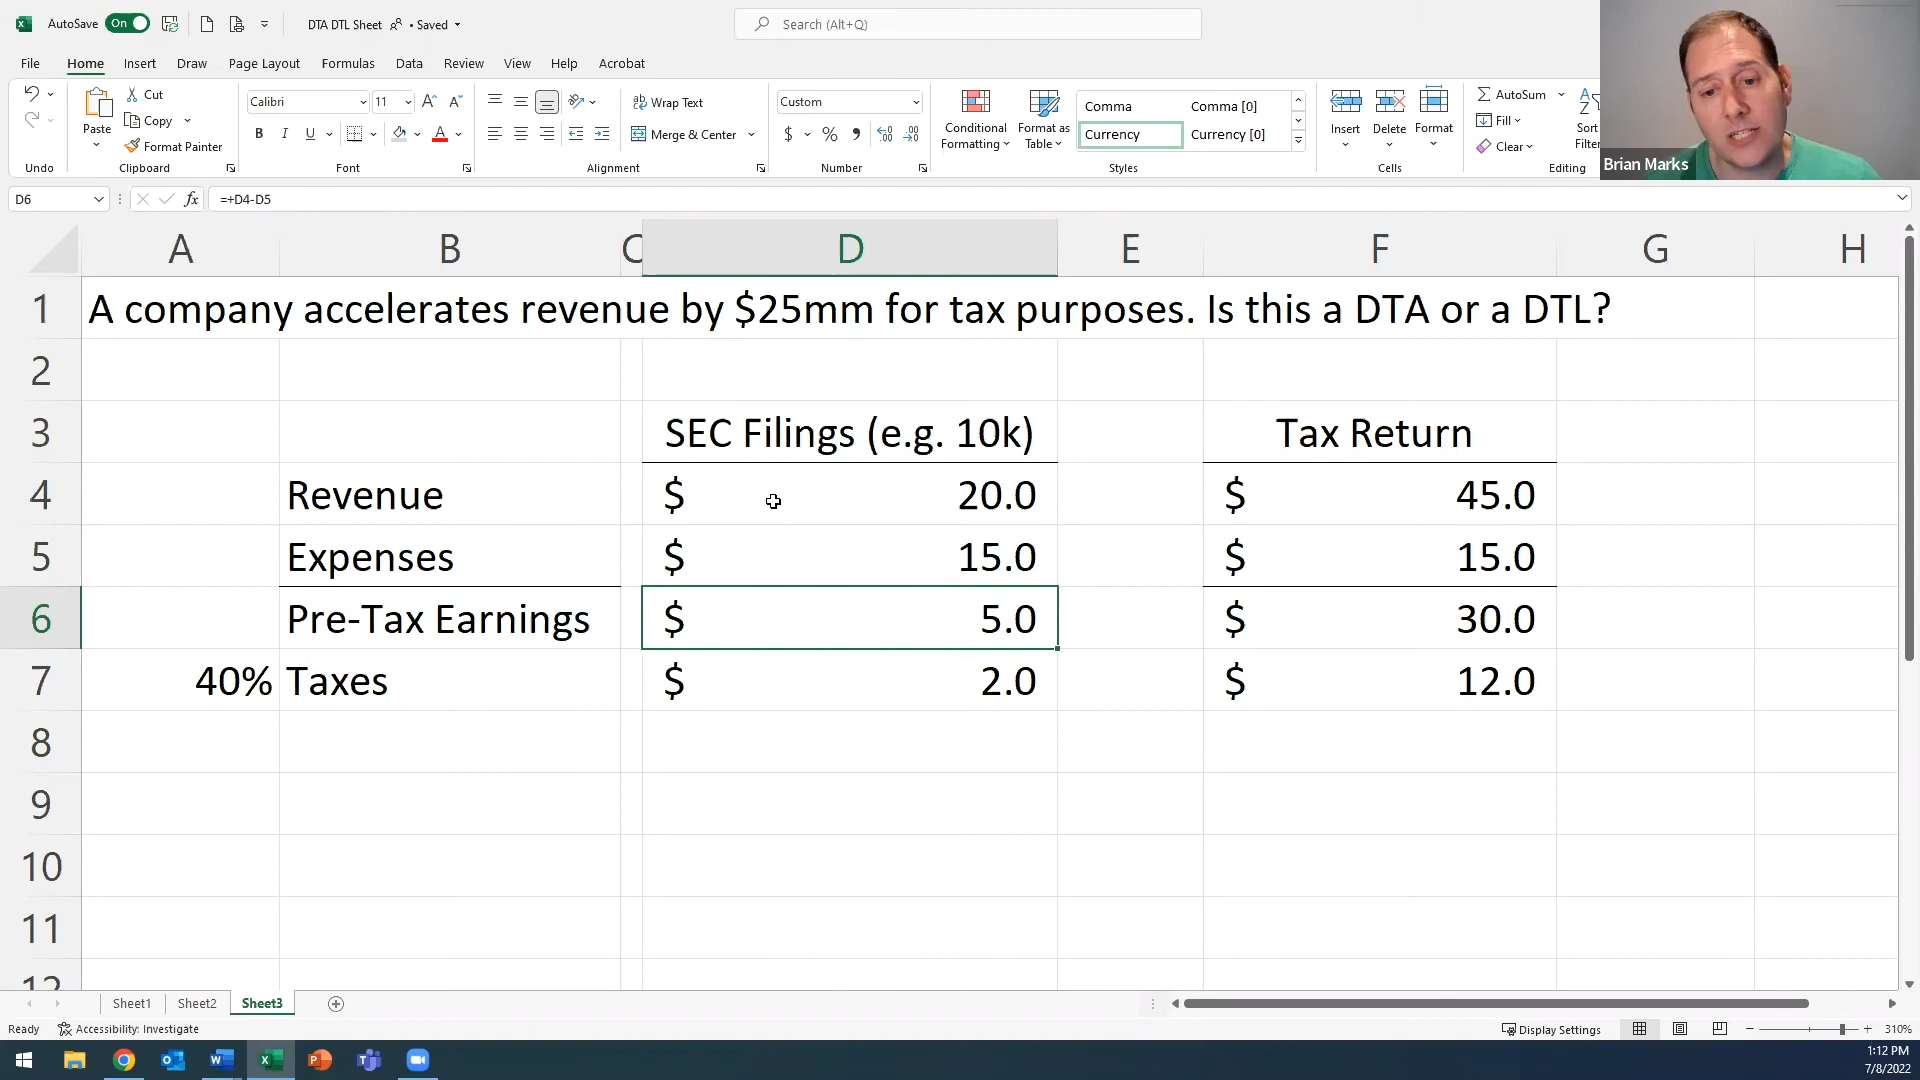 AutoSave On DTA DTL Sheet • Saved Search (Alt+Q)
File Home Insert Draw Page Layout Formulas Data Review View Help Acrobat
Undo
Paste
Cut
Copy
Format Painter
Clipboard
Calibri 11
B I U A
Font
Wrap Text
Merge & Center
Alignment
Custom
$ % 9
Number
Conditional Formatting
Format as Table
Comma Comma [0]
Currency Currency [0]
Styles
Insert Delete Format
Cells
AutoSum
Fill
Clear
Sort
Filter
Editing
Brian Marks
D6 fx =+D4-D5
A B C D E F G H
1 A company accelerates revenue by $25mm for tax purposes. Is this a DTA or a DTL?
2
3 SEC Filings (e.g. 10k) Tax Return
4 Revenue $ 20.0 $ 45.0
5 Expenses $ 15.0 $ 15.0
6 Pre-Tax Earnings $ 5.0 $ 30.0
7 40% Taxes $ 2.0 $ 12.0
8
9
10
11
12
Sheet1 Sheet2 Sheet3
Ready Accessibility: Investigate Display Settings 310%
1:12 PM
7/8/2022